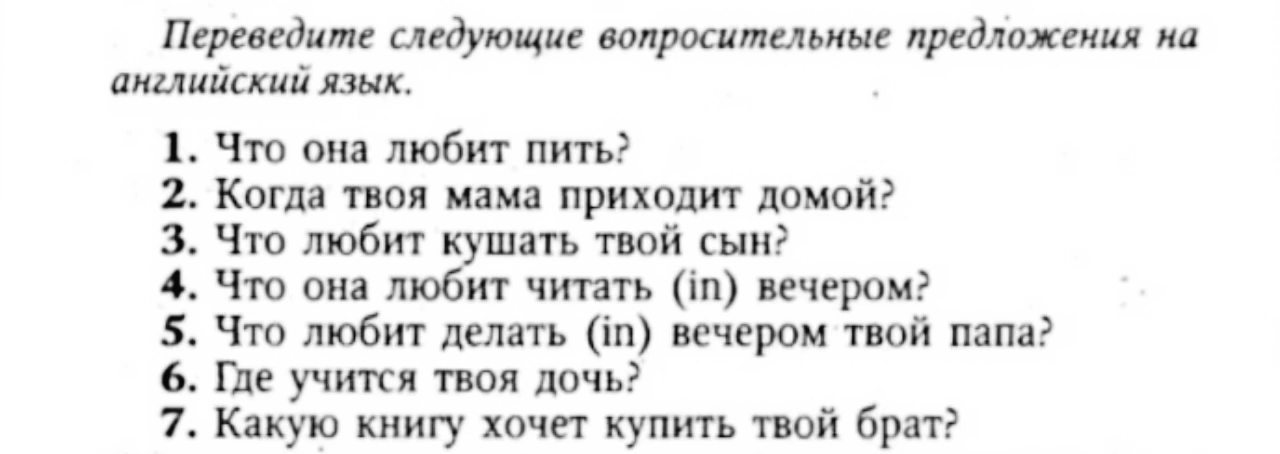 Переведите следующие вопросительные предложения на
английский язык.
1. Что она любит пить?
2. Когда твоя мама приходит домой?
3. Что любит кушать твой сын?
4. Что она любит читать (in) вечером?
5. Что любит делать (in) вечером твой папа?
6. Где учится твоя дочь?
7. Какую книгу хочет купить твой брат?